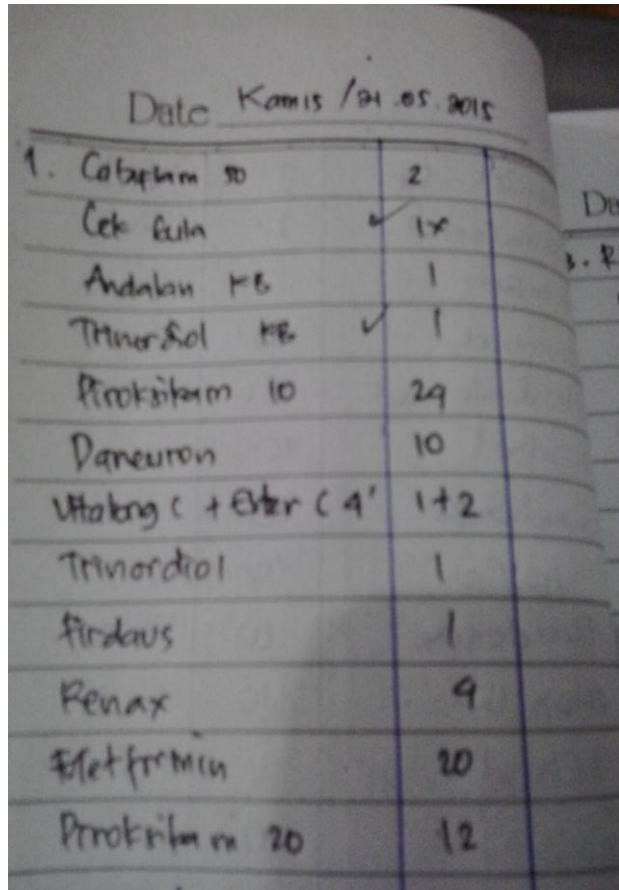 Date Kamis / 21.05.2015
1. Cataflam 50 2
Cek Gula ✓ 1x
Andalan KB 1
Trinordiol KB ✓ 1
Piroksikam 10 24
Daneuron 10
Vitalong C + Ester C 4' 1+2
Trinordiol 1
Firdaus 1
Renax 9
Metformin 20
Piroksikam 20 12